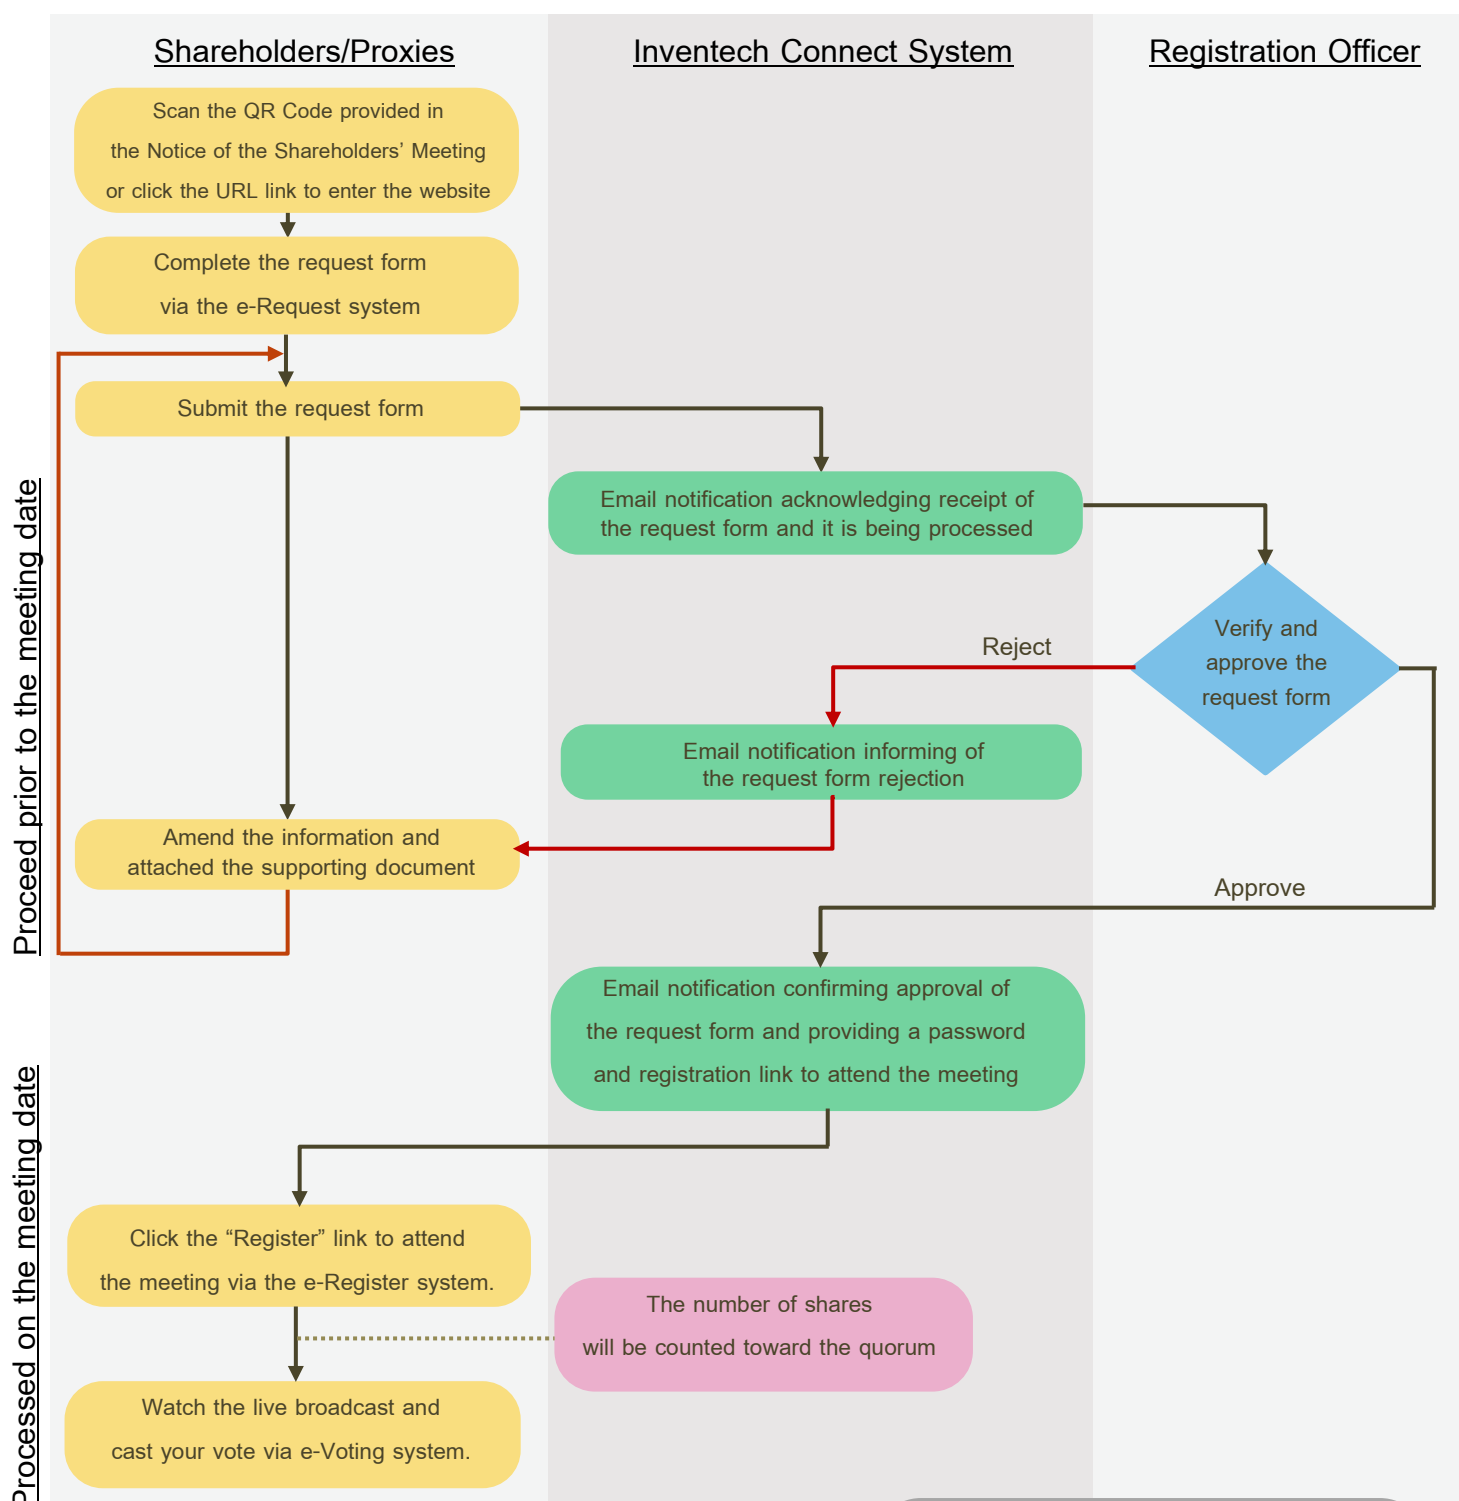 Shareholders/Proxies
Inventech Connect System
Registration Officer
Scan the QR Code provided in
the Notice of the Shareholders’ Meeting
or click the URL link to enter the website
Complete the request form
via the e-Request system
Submit the request form
Email notification acknowledging receipt of
the request form and it is being processed
Verify and
approve the
request form
Reject
Email notification informing of
the request form rejection
Amend the information and
attached the supporting document
Approve
Email notification confirming approval of
the request form and providing a password
and registration link to attend the meeting
Click the “Register” link to attend
the meeting via the e-Register system.
The number of shares
will be counted toward the quorum
Watch the live broadcast and
cast your vote via e-Voting system.
Proceed prior to the meeting date
Processed on the meeting date